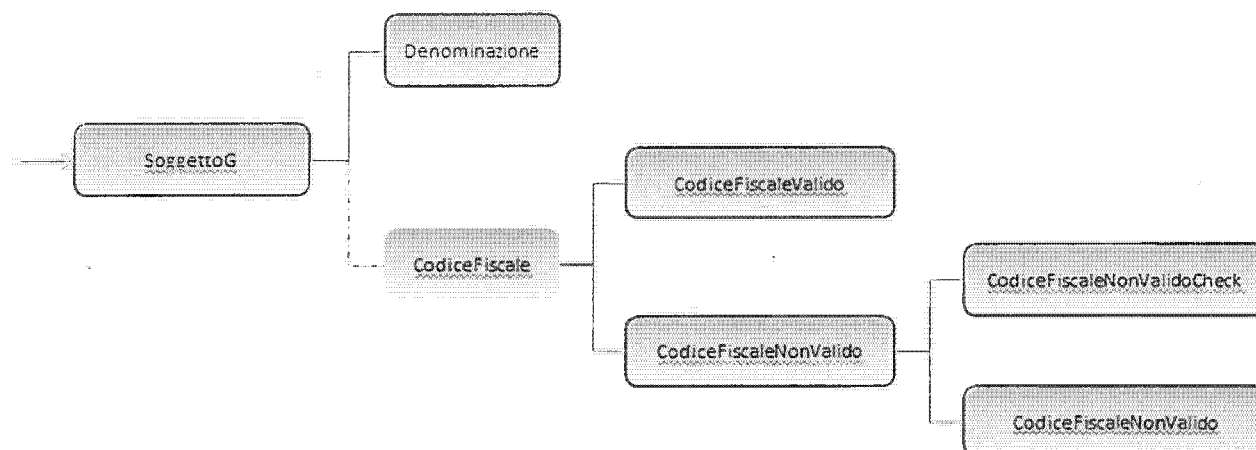 Denominazione
SoggettoG
CodiceFiscaleValido
CodiceFiscale
CodiceFiscaleNonValidoCheck
CodiceFiscaleNonValido
CodiceFiscaleNonValido